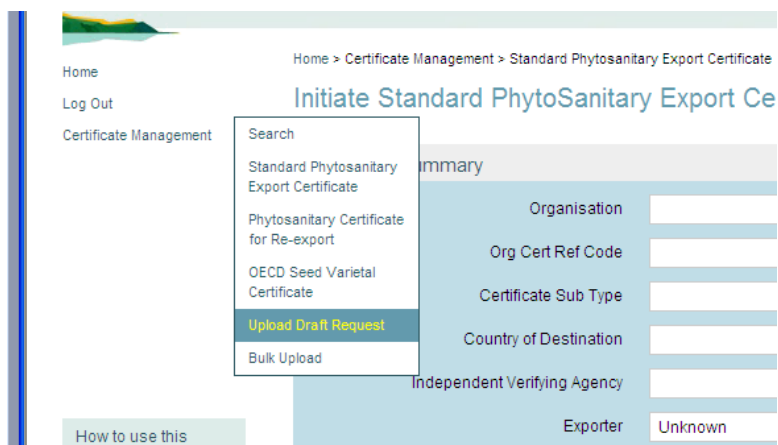 Home
Log Out
Certificate Management
Home > Certificate Management > Standard Phytosanitary Export Certificate
Initiate Standard PhytoSanitary Export Ce
Search
Standard Phytosanitary
Export Certificate
Phytosanitary Certificate
for Re-export
OECD Seed Varietal
Certificate
Upload Draft Request
Bulk Upload
ummary
Organisation
Org Cert Ref Code
Certificate Sub Type
Country of Destination
Independent Verifying Agency
Exporter Unknown
How to use this